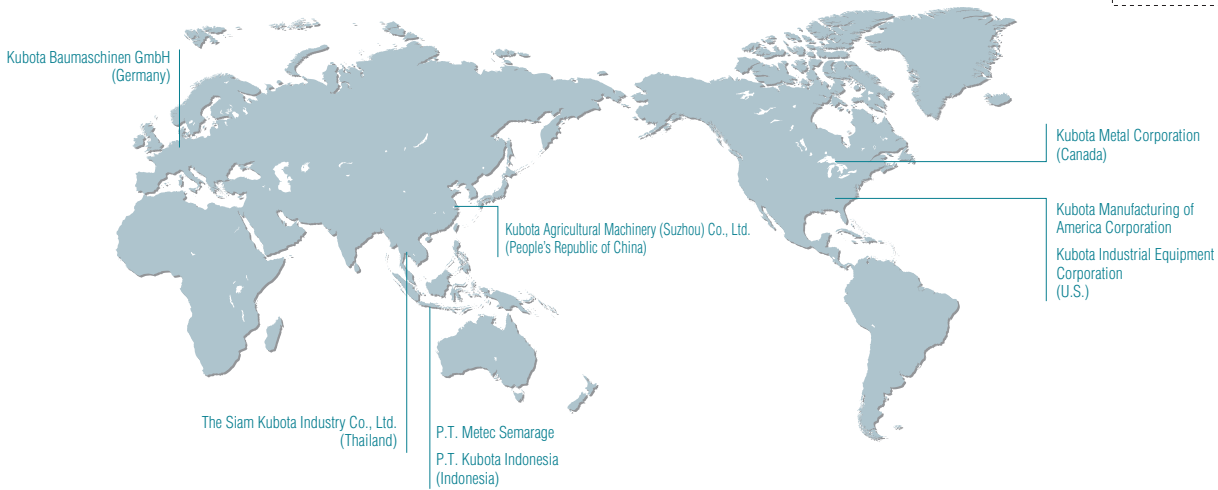 Kubota Baumaschinen GmbH
(Germany)
Kubota Metal Corporation
(Canada)
Kubota Manufacturing of
America Corporation
Kubota Industrial Equipment
Corporation
(U.S.)
Kubota Agricultural Machinery (Suzhou) Co., Ltd.
(People's Republic of China)
The Siam Kubota Industry Co., Ltd.
(Thailand)
P.T. Metec Semarage
P.T. Kubota Indonesia
(Indonesia)